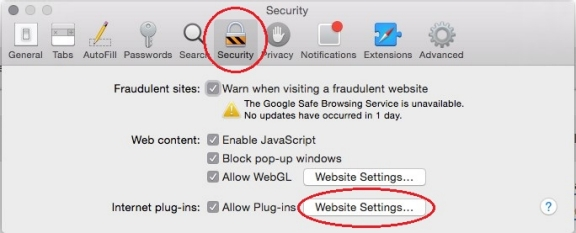 Security
General Tabs AutoFill Passwords Search Security Privacy Notifications Extensions Advanced
Fraudulent sites: Warn when visiting a fraudulent website
The Google Safe Browsing Service is unavailable.
No updates have occurred in 1 day.
Web content: Enable JavaScript
Block pop-up windows
Allow WebGL Website Settings...
Internet plug-ins: Allow Plug-ins Website Settings...
?